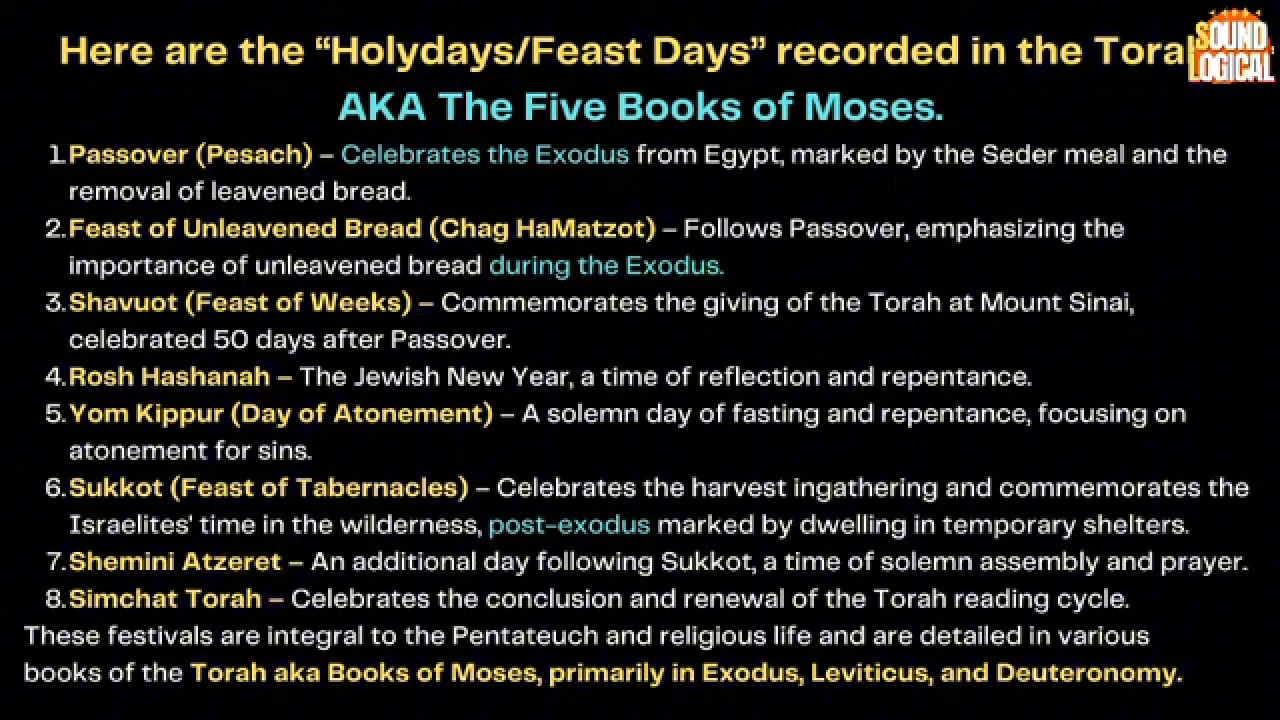 Here are the “Holydays/Feast Days” recorded in the Tora
SOUND
LOGICAL
AKA The Five Books of Moses.
1.Passover (Pesach) – Celebrates the Exodus from Egypt, marked by the Seder meal and the
removal of leavened bread.
2.Feast of Unleavened Bread (Chag HaMatzot) – Follows Passover, emphasizing the
importance of unleavened bread during the Exodus.
3.Shavuot (Feast of Weeks) – Commemorates the giving of the Torah at Mount Sinai,
celebrated 50 days after Passover.
4.Rosh Hashanah – The Jewish New Year, a time of reflection and repentance.
5.Yom Kippur (Day of Atonement) – A solemn day of fasting and repentance, focusing on
atonement for sins.
6.Sukkot (Feast of Tabernacles) – Celebrates the harvest ingathering and commemorates the
Israelites' time in the wilderness, post-exodus marked by dwelling in temporary shelters.
7.Shemini Atzeret – An additional day following Sukkot, a time of solemn assembly and prayer.
8.Simchat Torah – Celebrates the conclusion and renewal of the Torah reading cycle.
These festivals are integral to the Pentateuch and religious life and are detailed in various
books of the Torah aka Books of Moses, primarily in Exodus, Leviticus, and Deuteronomy.